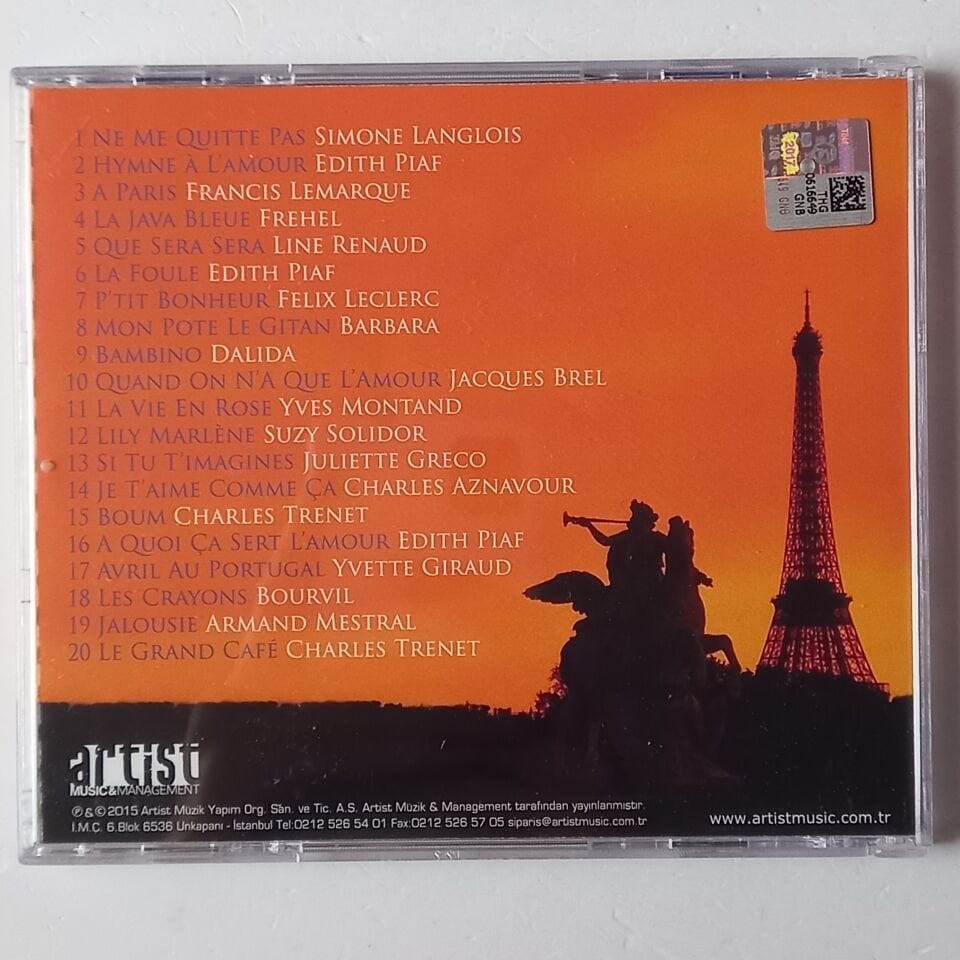 1 Ne Me Quitte Pas Simone Langlois
2 Hymne À L'amour Edith Piaf
3 A Paris Francis Lemarque
4 La Java Bleue Frehel
5 Que Sera Sera Line Renaud
6 La Foule Edith Piaf
7 P'tit Bonheur Felix Leclerc
8 Mon Pote Le Gitan Barbara
9 Bambino Dalida
10 Quand On N'A Que L'Amour Jacques Brel
11 La Vie En Rose Yves Montand
12 Lily Marlène Suzy Solidor
13 Si Tu T'imagines Juliette Greco
14 Je T'aime Comme Ça Charles Aznavour
15 Boum Charles Trenet
16 A Quoi Ça Sert L'amour Edith Piaf
17 Avril Au Portugal Yvette Giraud
18 Les Crayons Bourvil
19 Jalousie Armand Mestral
20 Le Grand Café Charles Trenet
2017
0616649
THG
GNB
artist
MUSIC&MANAGEMENT
℗&©2015 Artist Müzik Yapım Org. San. ve Tic. A.S. Artist Müzik & Management tarafından yayınlanmıştır.
İ.M.Ç. 6.Blok 6536 Unkapanı - İstanbul Tel:0212 526 54 01 Fax:0212 526 57 05 siparis@artistmusic.com.tr
www.artistmusic.com.tr